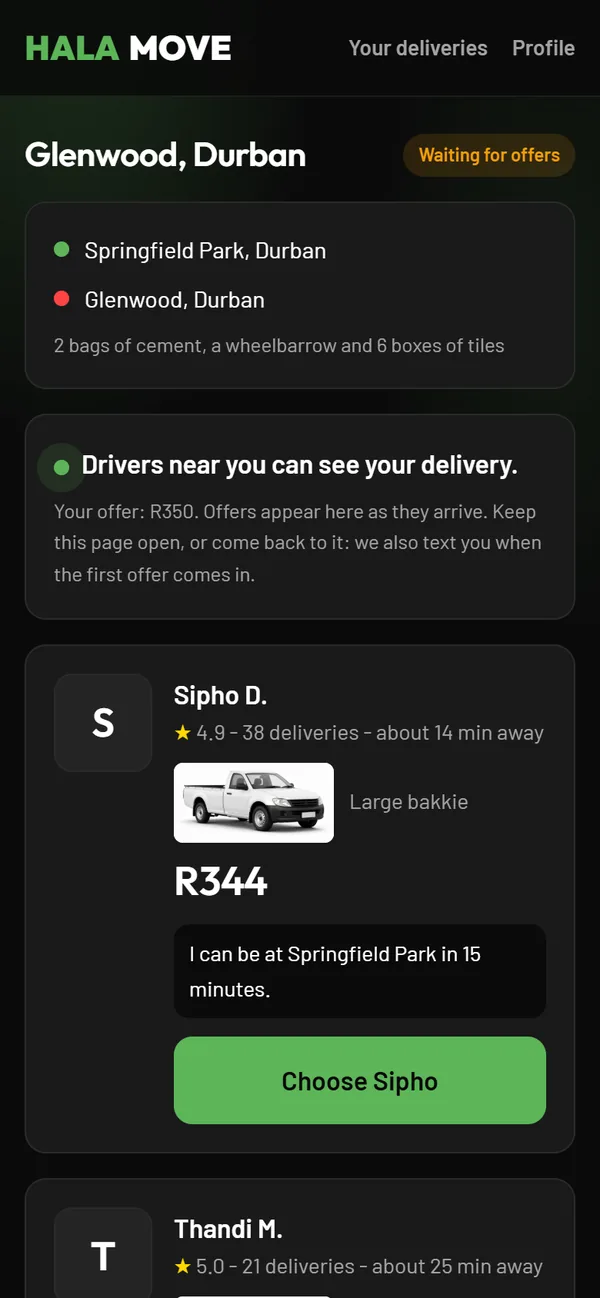 HALA MOVE
Your deliveries
Profile
Glenwood, Durban
Waiting for offers
Springfield Park, Durban
Glenwood, Durban
2 bags of cement, a wheelbarrow and 6 boxes of tiles
Drivers near you can see your delivery.
Your offer: R350. Offers appear here as they arrive. Keep
this page open, or come back to it: we also text you when
the first offer comes in.
S
Sipho D.
★ 4.9 - 38 deliveries - about 14 min away
Large bakkie
R344
I can be at Springfield Park in 15
minutes.
Choose Sipho
T
Thandi M.
★ 5.0 - 21 deliveries - about 25 min away